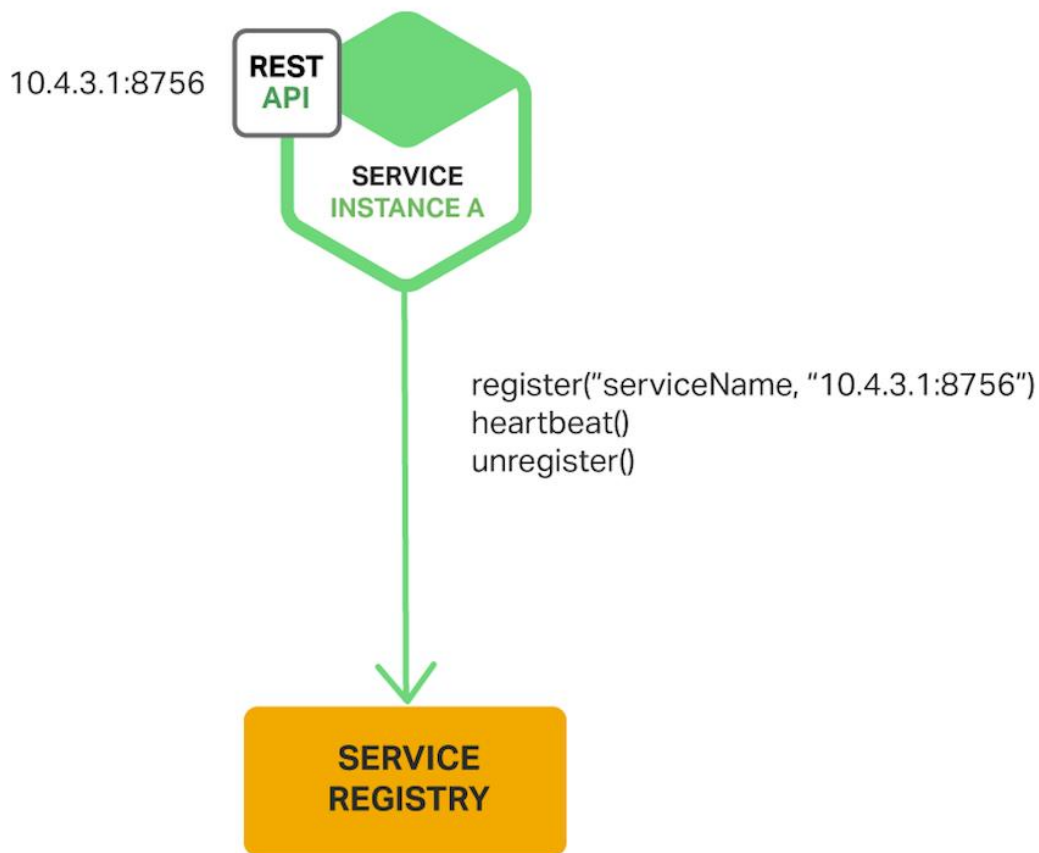 10.4.3.1:8756
REST
API
SERVICE
INSTANCE A
register(“serviceName, “10.4.3.1:8756”)
heartbeat()
unregister()
SERVICE
REGISTRY